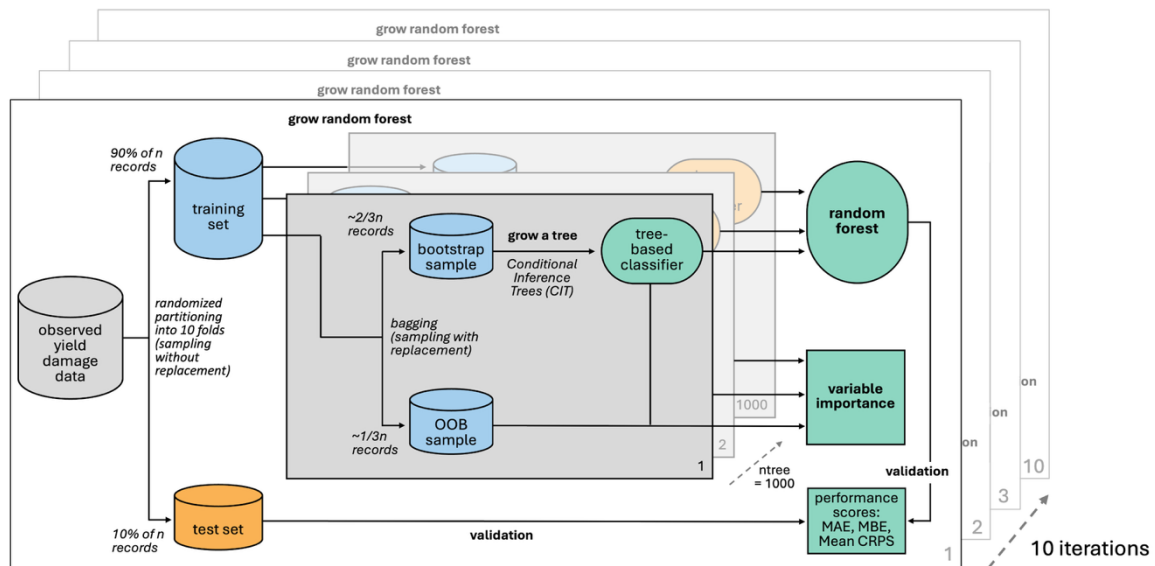 grow random forest
grow random forest
grow random forest
grow random forest
90% of n
records
training
set
~2/3n
records
bootstrap
sample
grow a tree
Conditional
Inference
Trees (CIT)
tree-
based
classifier
random
forest
observed
yield
damage
data
randomized
partitioning
into 10 folds
(sampling
without
replacement)
bagging
(sampling with
replacement)
~1/3n
records
OOB
sample
1
2
1000
ntree
= 1000
variable
importance
on
on
on
validation
10% of n
records
test set
validation
performance
scores:
MAE, MBE,
Mean CRPS
1
2
3
10
10 iterations